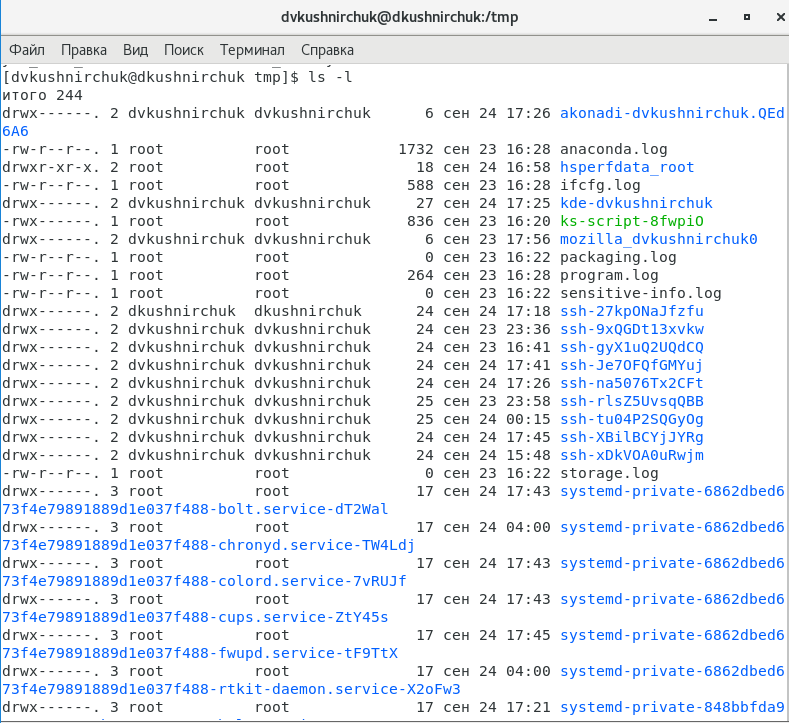 dvkushnirchuk@dkushnirchuk:/tmp
Файл Правка Вид Поиск Терминал Справка
[dvkushnirchuk@dkushnirchuk tmp]$ ls -l
итого 244
drwx------. 2 dvkushnirchuk dvkushnirchuk      6 сен 24 17:26 akonadi-dvkushnirchuk.QEd
6A6
-rw-r--r--. 1 root          root            1732 сен 23 16:28 anaconda.log
drwxr-xr-x. 2 root          root              18 сен 24 16:58 hsperfdata_root
-rw-r--r--. 1 root          root             588 сен 23 16:28 ifcfg.log
drwx------. 2 dvkushnirchuk dvkushnirchuk     27 сен 24 17:25 kde-dvkushnirchuk
-rwx------. 1 root          root             836 сен 23 16:20 ks-script-8fwpiO
drwx------. 2 dvkushnirchuk dvkushnirchuk      6 сен 23 17:56 mozilla_dvkushnirchuk0
-rw-r--r--. 1 root          root               0 сен 23 16:22 packaging.log
-rw-r--r--. 1 root          root             264 сен 23 16:28 program.log
-rw-r--r--. 1 root          root               0 сен 23 16:22 sensitive-info.log
drwx------. 2 dkushnirchuk  dkushnirchuk      24 сен 24 17:18 ssh-27kpONaJfzfu
drwx------. 2 dvkushnirchuk dvkushnirchuk     24 сен 23 23:36 ssh-9xQGDt13xvkw
drwx------. 2 dvkushnirchuk dvkushnirchuk     24 сен 23 16:41 ssh-gyX1uQ2UQdCQ
drwx------. 2 dvkushnirchuk dvkushnirchuk     24 сен 24 17:41 ssh-Je7OFQfGMYuj
drwx------. 2 dvkushnirchuk dvkushnirchuk     24 сен 24 17:26 ssh-na5076Tx2CFt
drwx------. 2 dvkushnirchuk dvkushnirchuk     25 сен 23 23:58 ssh-rlsZ5UvsqQBB
drwx------. 2 dvkushnirchuk dvkushnirchuk     25 сен 24 00:15 ssh-tu04P2SQGyOg
drwx------. 2 dvkushnirchuk dvkushnirchuk     24 сен 24 17:45 ssh-XBilBCYjJYRg
drwx------. 2 dvkushnirchuk dvkushnirchuk     24 сен 24 15:48 ssh-xDkVOA0uRwjm
-rw-r--r--. 1 root          root               0 сен 23 16:22 storage.log
drwx------. 3 root          root              17 сен 24 17:43 systemd-private-6862dbed6
73f4e79891889d1e037f488-bolt.service-dT2Wal
drwx------. 3 root          root              17 сен 24 04:00 systemd-private-6862dbed6
73f4e79891889d1e037f488-chronyd.service-TW4Ldj
drwx------. 3 root          root              17 сен 24 17:43 systemd-private-6862dbed6
73f4e79891889d1e037f488-colord.service-7vRUJf
drwx------. 3 root          root              17 сен 24 17:43 systemd-private-6862dbed6
73f4e79891889d1e037f488-cups.service-ZtY45s
drwx------. 3 root          root              17 сен 24 17:45 systemd-private-6862dbed6
73f4e79891889d1e037f488-fwupd.service-tF9TtX
drwx------. 3 root          root              17 сен 24 04:00 systemd-private-6862dbed6
73f4e79891889d1e037f488-rtkit-daemon.service-X2oFw3
drwx------. 3 root          root              17 сен 24 17:21 systemd-private-848bbfda9